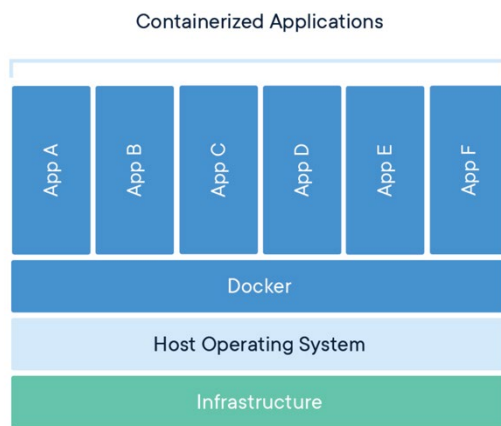 Containerized Applications
App A
App B
App C
App D
App E
App F
Docker
Host Operating System
Infrastructure